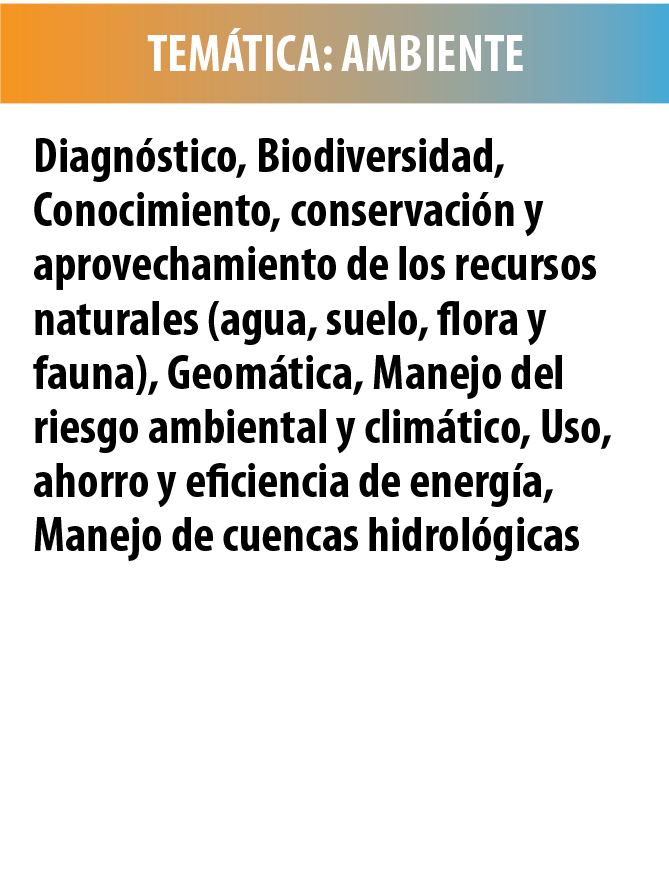 TEMÁTICA: AMBIENTE
Diagnóstico, Biodiversidad,
Conocimiento, conservación y
aprovechamiento de los recursos
naturales (agua, suelo, flora y
fauna), Geomática, Manejo del
riesgo ambiental y climático, Uso,
ahorro y eficiencia de energía,
Manejo de cuencas hidrológicas